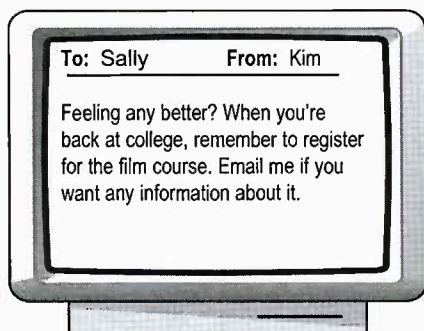 To: Sally From: Kim
Feeling any better? When you're
back at college, remember to register
for the film course. Email me if you
want any information about it.